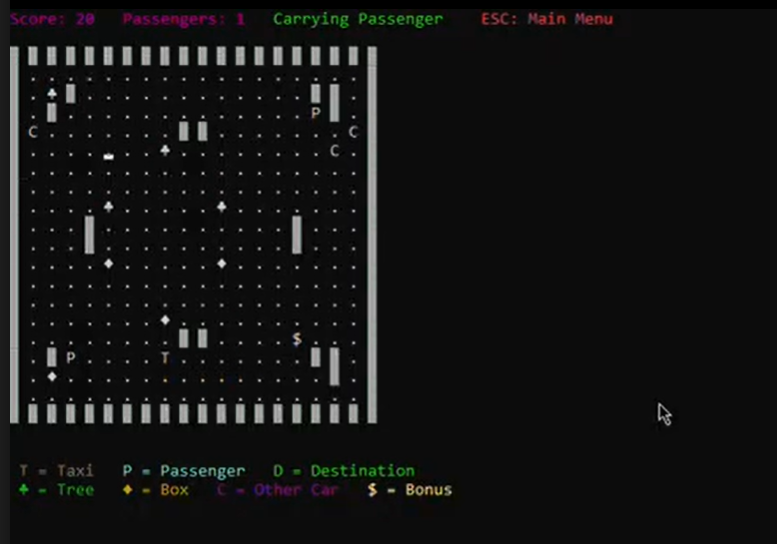 Score: 20 Passengers: 1 Carrying Passenger ESC: Main Menu
P
C C
C
$
P T
T = Taxi P = Passenger D = Destination
♣ = Tree ♦ = Box C = Other Car $ = Bonus